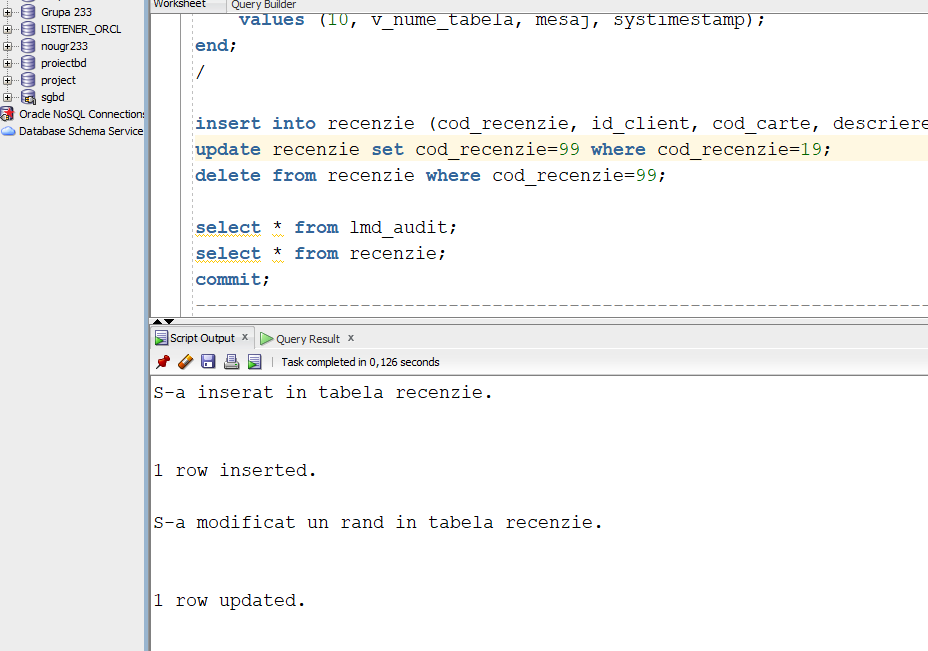 Worksheet Query Builder
Grupa 233
LISTENER_ORCL
nougr233
proiectbd
project
sgbd
Oracle NoSQL Connections
Database Schema Service
values (10, v_nume_tabela, mesaj, systimestamp);
end;
/
insert into recenzie (cod_recenzie, id_client, cod_carte, descriere
update recenzie set cod_recenzie=99 where cod_recenzie=19;
delete from recenzie where cod_recenzie=99;
select * from lmd_audit;
select * from recenzie;
commit;
Script Output x Query Result x
Task completed in 0,126 seconds
S-a inserat in tabela recenzie.
1 row inserted.
S-a modificat un rand in tabela recenzie.
1 row updated.